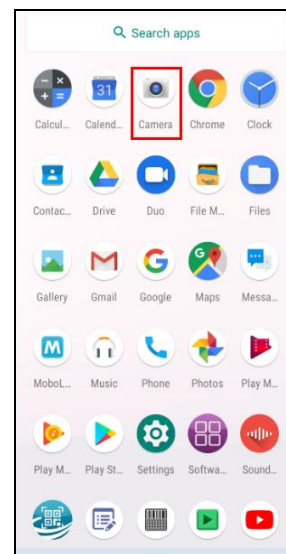 Search apps
31
Calcul... Calend... Camera Chrome Clock
Contac... Drive Duo File M... Files
Gallery Gmail Google Maps Messa...
MoboL... Music Phone Photos Play M...
Play M... Play St... Settings Softwa... Sound...